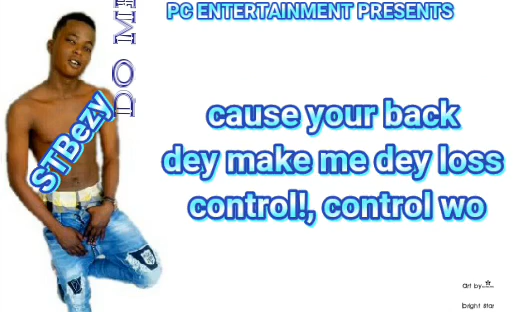 PC ENTERTAINMENT PRESENTS
DO ME
STBezy
cause your back
dey make me dey loss
control!, control wo
art by
bright star